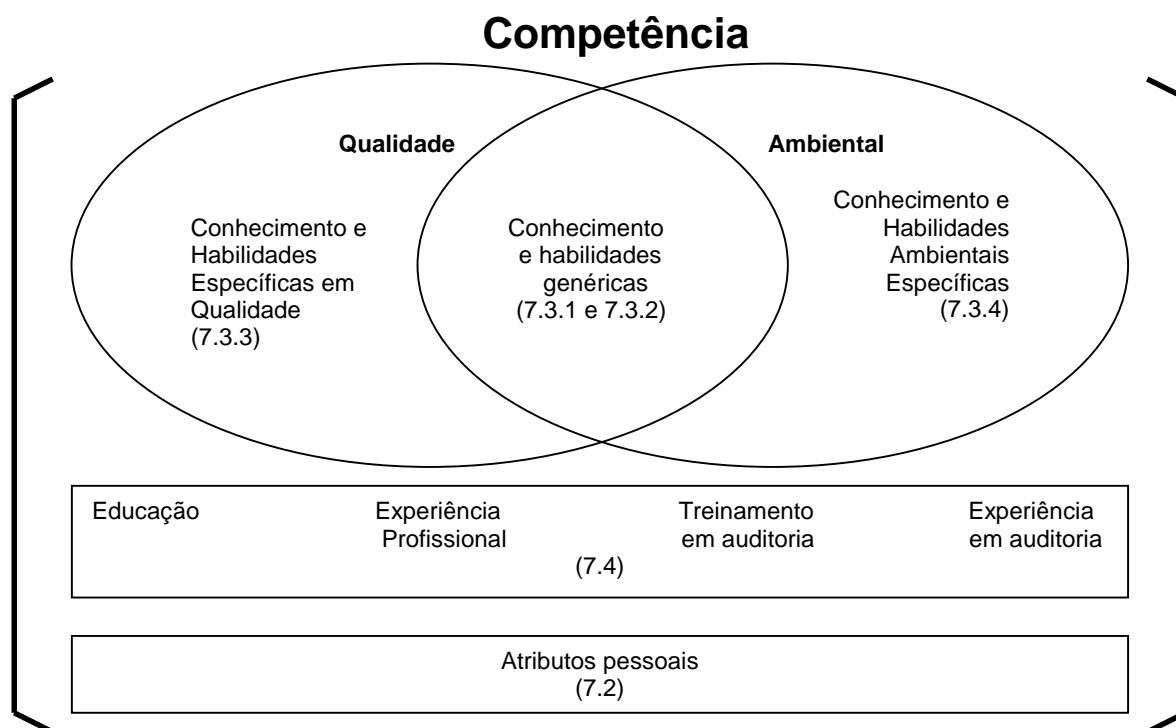 Competência
Qualidade
Ambiental
Conhecimento e
Habilidades
Específicas em
Qualidade
(7.3.3)
Conhecimento
e habilidades
genéricas
(7.3.1 e 7.3.2)
Conhecimento e
Habilidades
Ambientais
Específicas
(7.3.4)
Educação
Experiência
Profissional
Treinamento
em auditoria
Experiência
em auditoria
(7.4)
Atributos pessoais
(7.2)